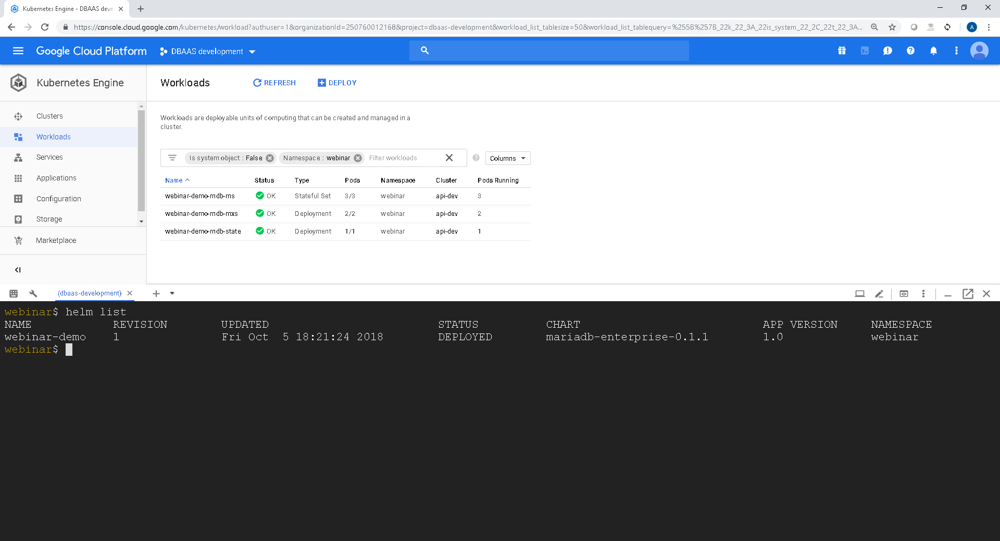 Kubernetes Engine - DBAAS deve
https://console.cloud.google.com/kubernetes/workload?authuser=1&organizationId=250760012168&project=dbaas-development&workload_list_tablesize=50&workload_list_tablequery=%255B%257B_22k_22_3A_22is_system_22_2C_22t_22_3A...
A
Google Cloud Platform
DBAAS development
Kubernetes Engine
Workloads
REFRESH
DEPLOY
Clusters
Workloads
Services
Applications
Configuration
Storage
Marketplace
Workloads are deployable units of computing that can be created and managed in a
cluster.
Is system object : False
Namespace : webinar
Filter workloads
Columns
Name Status Type Pods Namespace Cluster Pods Running
webinar-demo-mdb-ms OK Stateful Set 3/3 webinar api-dev 3
webinar-demo-mdb-mxs OK Deployment 2/2 webinar api-dev 2
webinar-demo-mdb-state OK Deployment 1/1 webinar api-dev 1
(dbaas-development)
webinar$ helm list
NAME REVISION UPDATED STATUS CHART APP VERSION NAMESPACE
webinar-demo 1 Fri Oct 5 18:21:24 2018 DEPLOYED mariadb-enterprise-0.1.1 1.0 webinar
webinar$